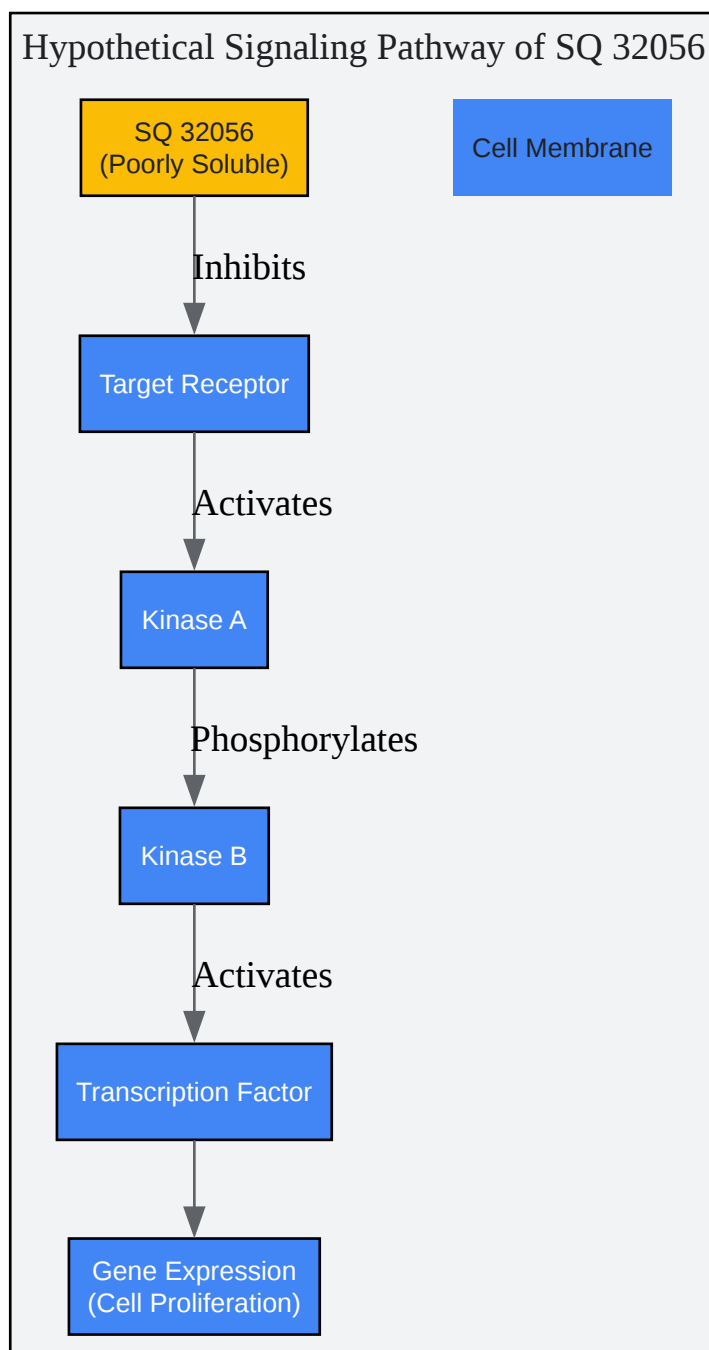 Hypothetical Signaling Pathway of SQ 32056
SQ 32056
(Poorly Soluble)
Cell Membrane
Inhibits
Target Receptor
Activates
Kinase A
Phosphorylates
Kinase B
Activates
Transcription Factor
Gene Expression
(Cell Proliferation)